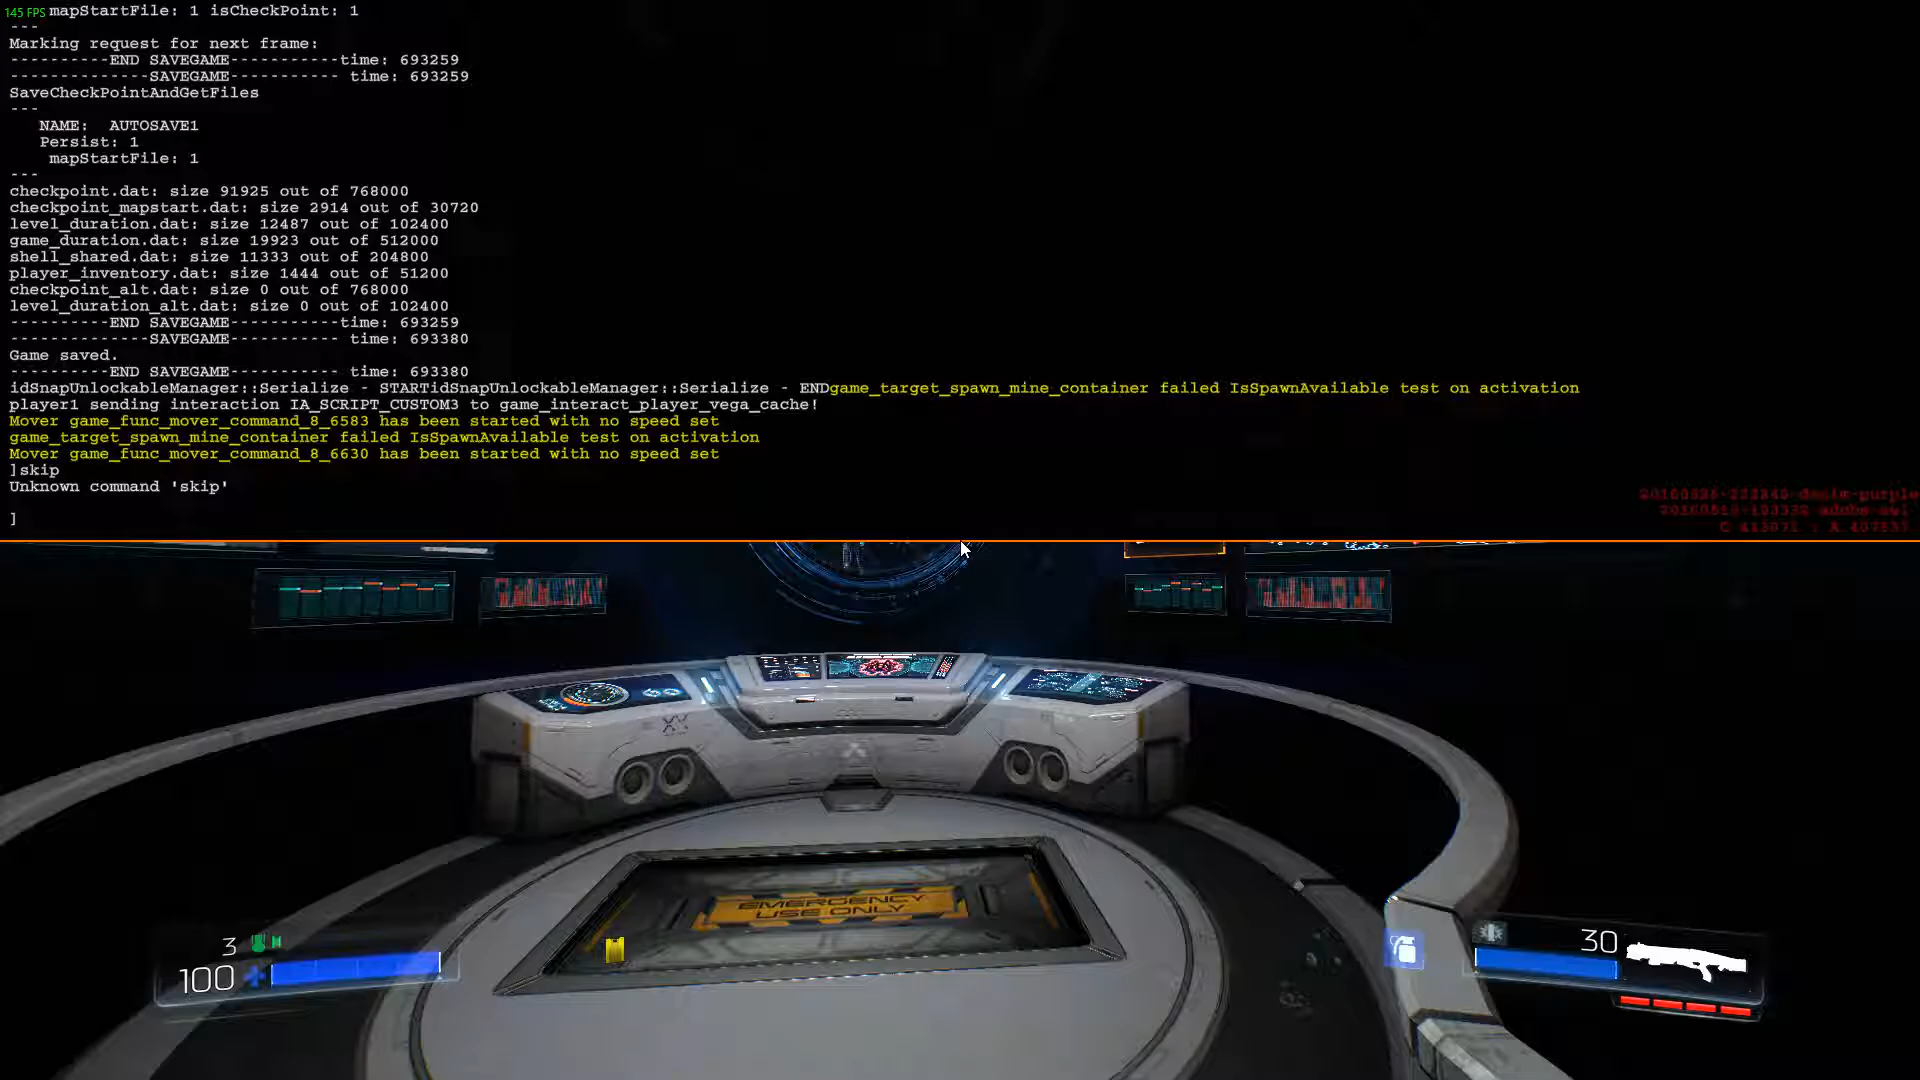 145 FPS mapStartFile: 1 isCheckPoint: 1
---
Marking request for next frame:
----------END SAVEGAME-----------time: 693259
--------------SAVEGAME----------- time: 693259
SaveCheckPointAndGetFiles
---
NAME:  AUTOSAVE1
Persist: 1
mapStartFile: 1
---
checkpoint.dat: size 91925 out of 768000
checkpoint_mapstart.dat: size 2914 out of 30720
level_duration.dat: size 12487 out of 102400
game_duration.dat: size 19923 out of 512000
shell_shared.dat: size 11333 out of 204800
player_inventory.dat: size 1444 out of 51200
checkpoint_alt.dat: size 0 out of 768000
level_duration_alt.dat: size 0 out of 102400
----------END SAVEGAME-----------time: 693259
--------------SAVEGAME----------- time: 693380
Game saved.
----------END SAVEGAME----------- time: 693380
idSnapUnlockableManager::Serialize - STARTidSnapUnlockableManager::Serialize - ENDgame_target_spawn_mine_container failed IsSpawnAvailable test on activation
player1 sending interaction IA_SCRIPT_CUSTOM3 to game_interact_player_vega_cache!
Mover game_func_mover_command_8_6583 has been started with no speed set
game_target_spawn_mine_container failed IsSpawnAvailable test on activation
Mover game_func_mover_command_8_6630 has been started with no speed set
]skip
Unknown command 'skip'
]
EMERGENCY
USE ONLY
3
100
30